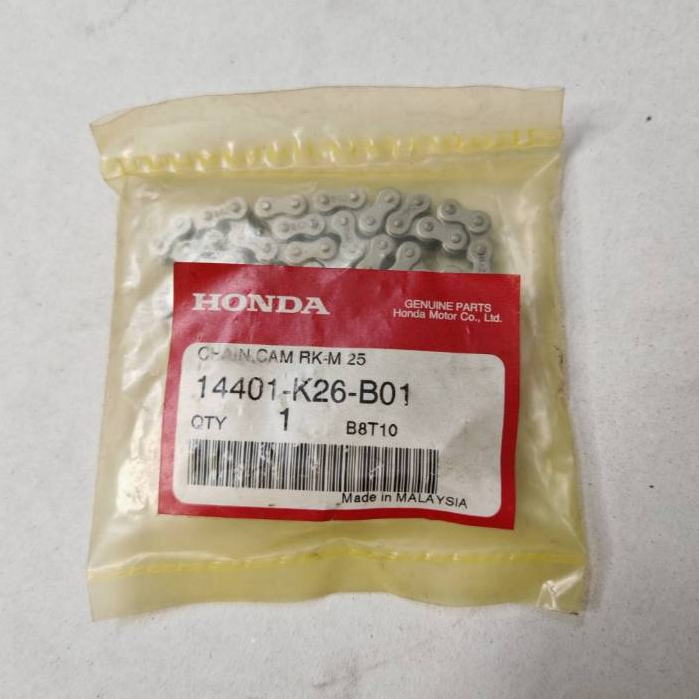 HONDA
GENUINE PARTS
Honda Motor Co., Ltd.
CHAIN,CAM RK-M 25
14401-K26-B01
QTY 1 B8T10
Made in MALAYSIA